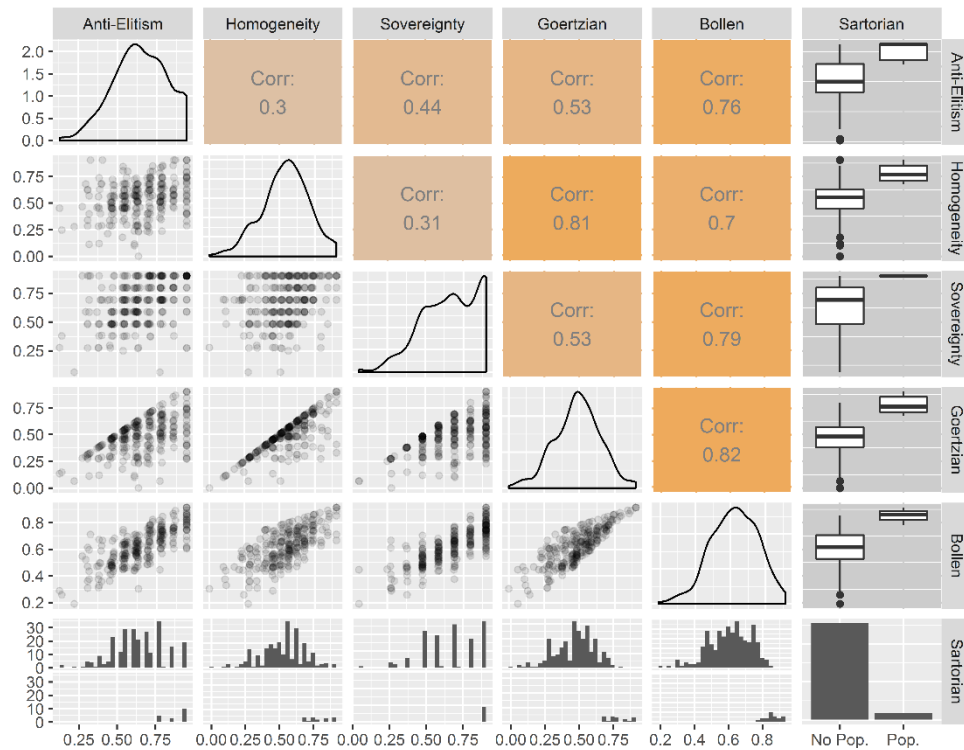 Anti-Elitism Homogeneity Sovereignty Goertzian Bollen Sartorian
2.0
1.5
1.0
0.5
0.0
Corr:
0.3
Corr:
0.44
Corr:
0.53
Corr:
0.76
Anti-Elitism
0.75
0.50
0.25
0.00
Corr:
0.31
Corr:
0.81
Corr:
0.7
Homogeneity
0.75
0.50
0.25
Corr:
0.53
Corr:
0.79
Sovereignty
0.75
0.50
0.25
0.00
Corr:
0.82
Goertzian
0.8
0.6
0.4
0.2
Bollen
30
20
10
0
30
20
10
0
Sartorian
0.25 0.50 0.75 0.00 0.25 0.50 0.75 0.25 0.50 0.75 0.00 0.25 0.50 0.75 0.2 0.4 0.6 0.8 No Pop. Pop.